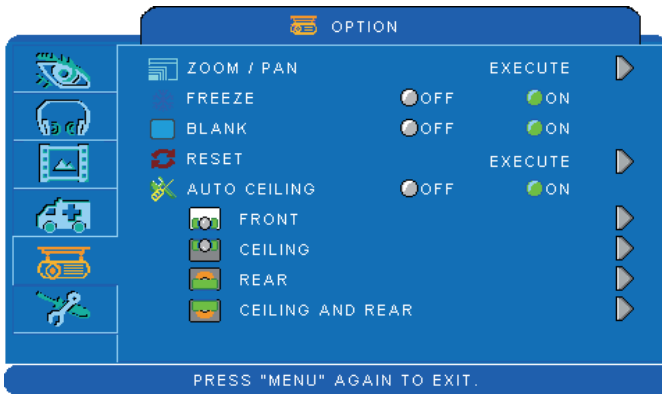 OPTION
ZOOM / PAN EXECUTE
FREEZE OFF ON
BLANK OFF ON
RESET EXECUTE
AUTO CEILING OFF ON
FRONT
CEILING
REAR
CEILING AND REAR
PRESS "MENU" AGAIN TO EXIT.